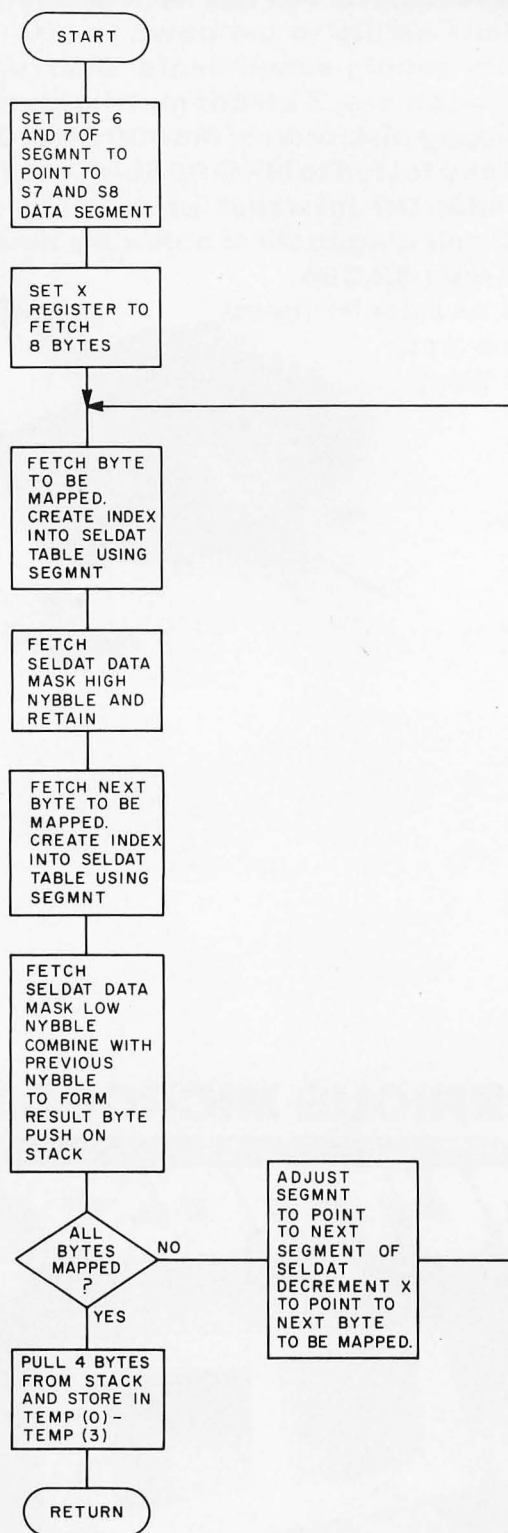 START
SET BITS 6
AND 7 OF
SEGMNT TO
POINT TO
S7 AND S8
DATA SEGMENT
SET X
REGISTER TO
FETCH
8 BYTES
FETCH BYTE
TO BE
MAPPED.
CREATE INDEX
INTO SELDAT
TABLE USING
SEGMNT
FETCH
SELDAT DATA
MASK HIGH
NYBBLE AND
RETAIN
FETCH NEXT
BYTE TO BE
MAPPED.
CREATE INDEX
INTO SELDAT
TABLE USING
SEGMNT
FETCH
SELDAT DATA
MASK LOW
NYBBLE
COMBINE WITH
PREVIOUS
NYBBLE
TO FORM
RESULT BYTE
PUSH ON
STACK
ALL
BYTES
MAPPED
?
NO
YES
ADJUST
SEGMNT
TO POINT
TO NEXT
SEGMENT OF
SELDAT
DECREMENT X
TO POINT TO
NEXT BYTE
TO BE MAPPED.
PULL 4 BYTES
FROM STACK
AND STORE IN
TEMP (0) –
TEMP (3)
RETURN